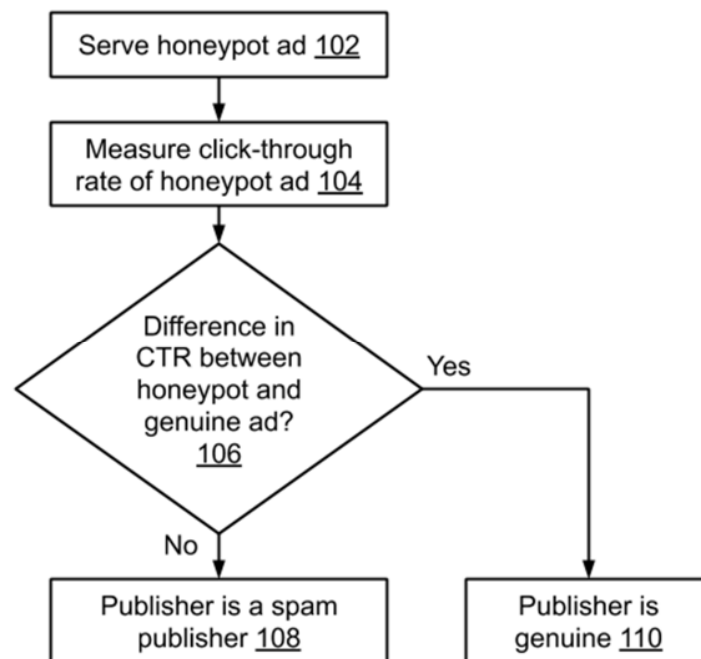 Serve honeypot ad 102
Measure click-through
rate of honeypot ad 104
Difference in
CTR between
honeypot and
genuine ad?
106
Yes
No
Publisher is a spam
publisher 108
Publisher is
genuine 110